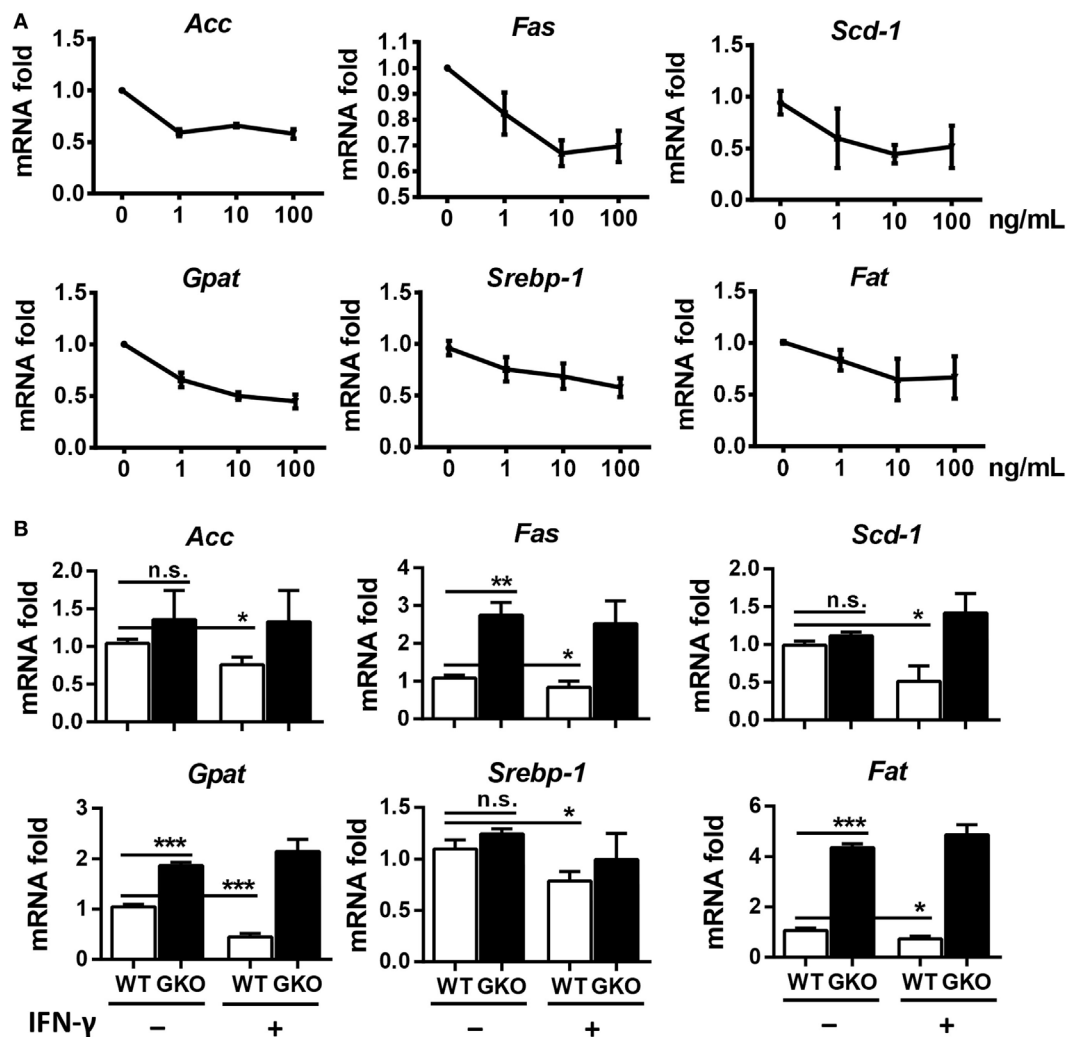 A
Acc
Fas
Scd-1
mRNA fold
1.5
1.0
0.5
0.0
0 1 10 100
mRNA fold
1.1
1.0
0.9
0.8
0.7
0.6
0.5
0 1 10 100
mRNA fold
1.5
1.0
0.5
0.0
0 1 10 100 ng/mL
Gpat
Srebp-1
Fat
mRNA fold
1.5
1.0
0.5
0.0
0 1 10 100
mRNA fold
1.5
1.0
0.5
0.0
0 1 10 100
mRNA fold
1.5
1.0
0.5
0.0
0 1 10 100 ng/mL
B
Acc
Fas
Scd-1
mRNA fold
2.0
1.5
1.0
0.5
0.0
n.s.
*
mRNA fold
4
3
2
1
0
**
*
mRNA fold
2.0
1.5
1.0
0.5
0.0
n.s.
*
Gpat
Srebp-1
Fat
mRNA fold
3
2
1
0
***
***
WT GKO WT GKO
mRNA fold
1.5
1.0
0.5
0.0
n.s.
*
WT GKO WT GKO
mRNA fold
6
4
2
0
***
*
WT GKO WT GKO
IFN-γ – + – + – +